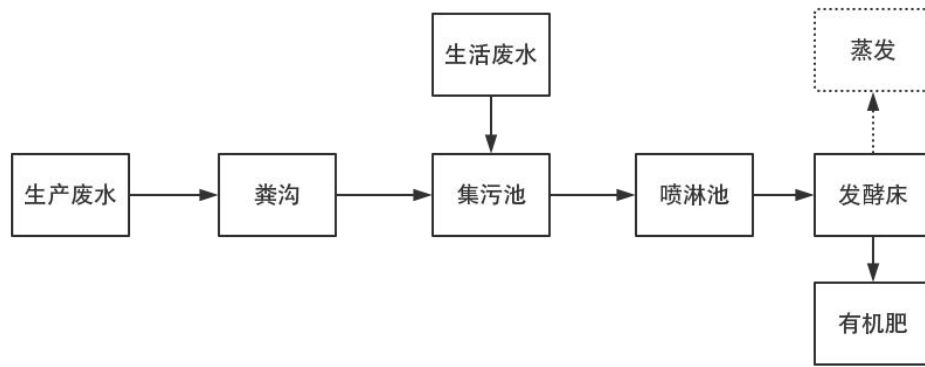 生活废水
蒸发
生产废水
粪沟
集污池
喷淋池
发酵床
有机肥